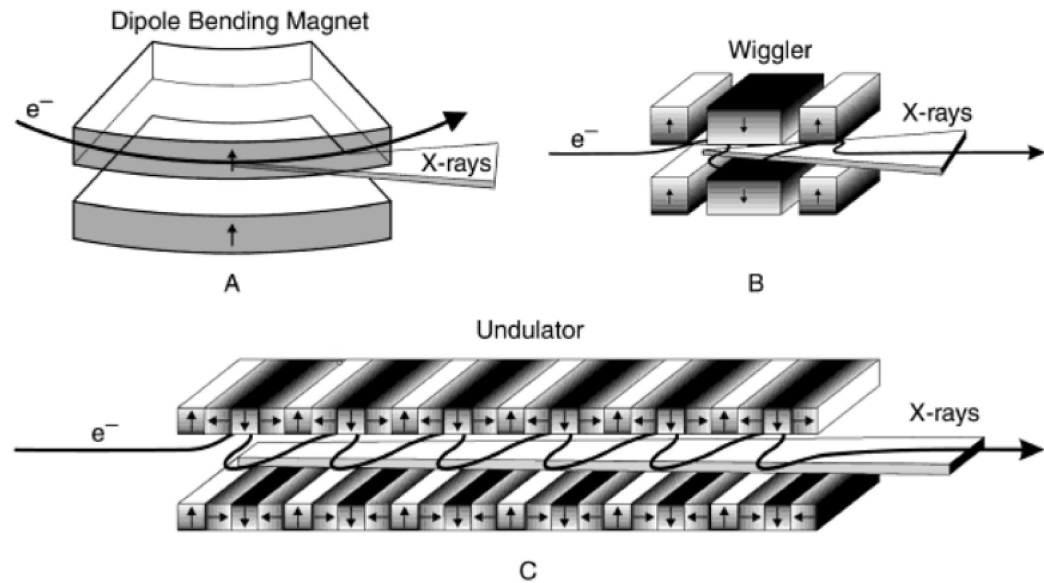 Dipole Bending Magnet
e–
X-rays
A
Wiggler
e–
X-rays
B
Undulator
e–
X-rays
C